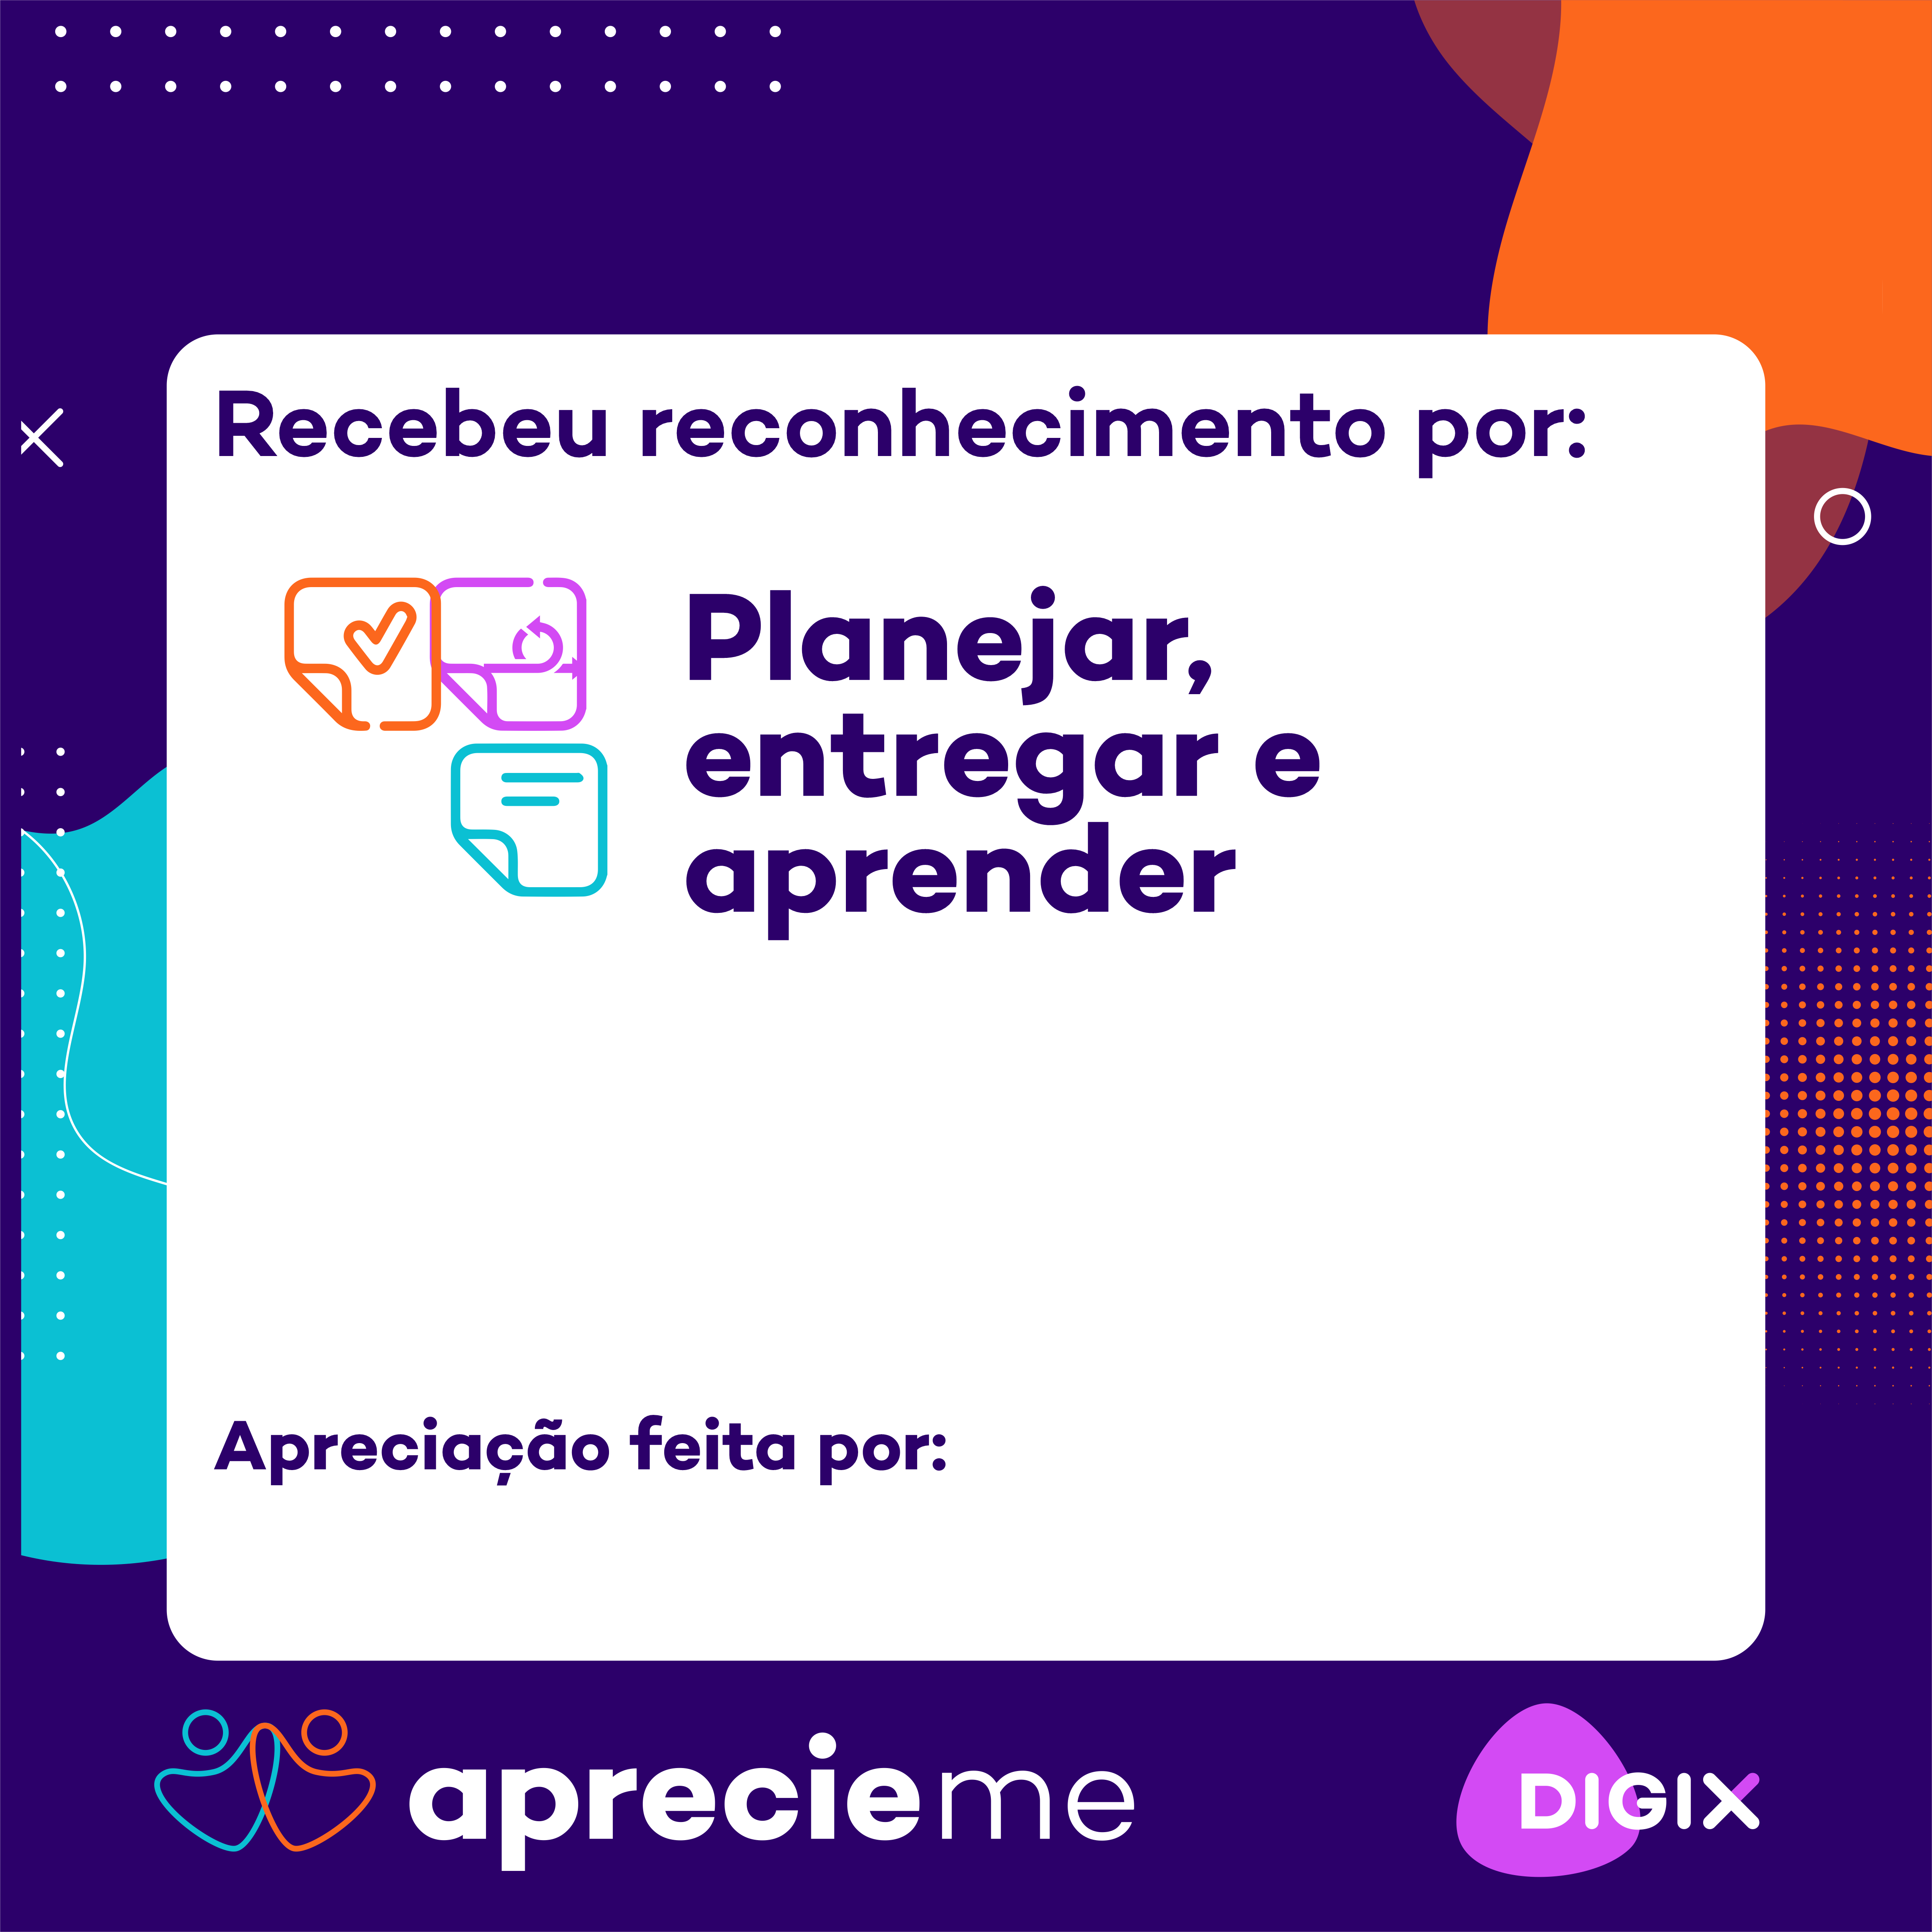 Recebeu reconhecimento por:
Planejar,
entregar e
aprender
Apreciação feita por:
aprecieme
DIGIX